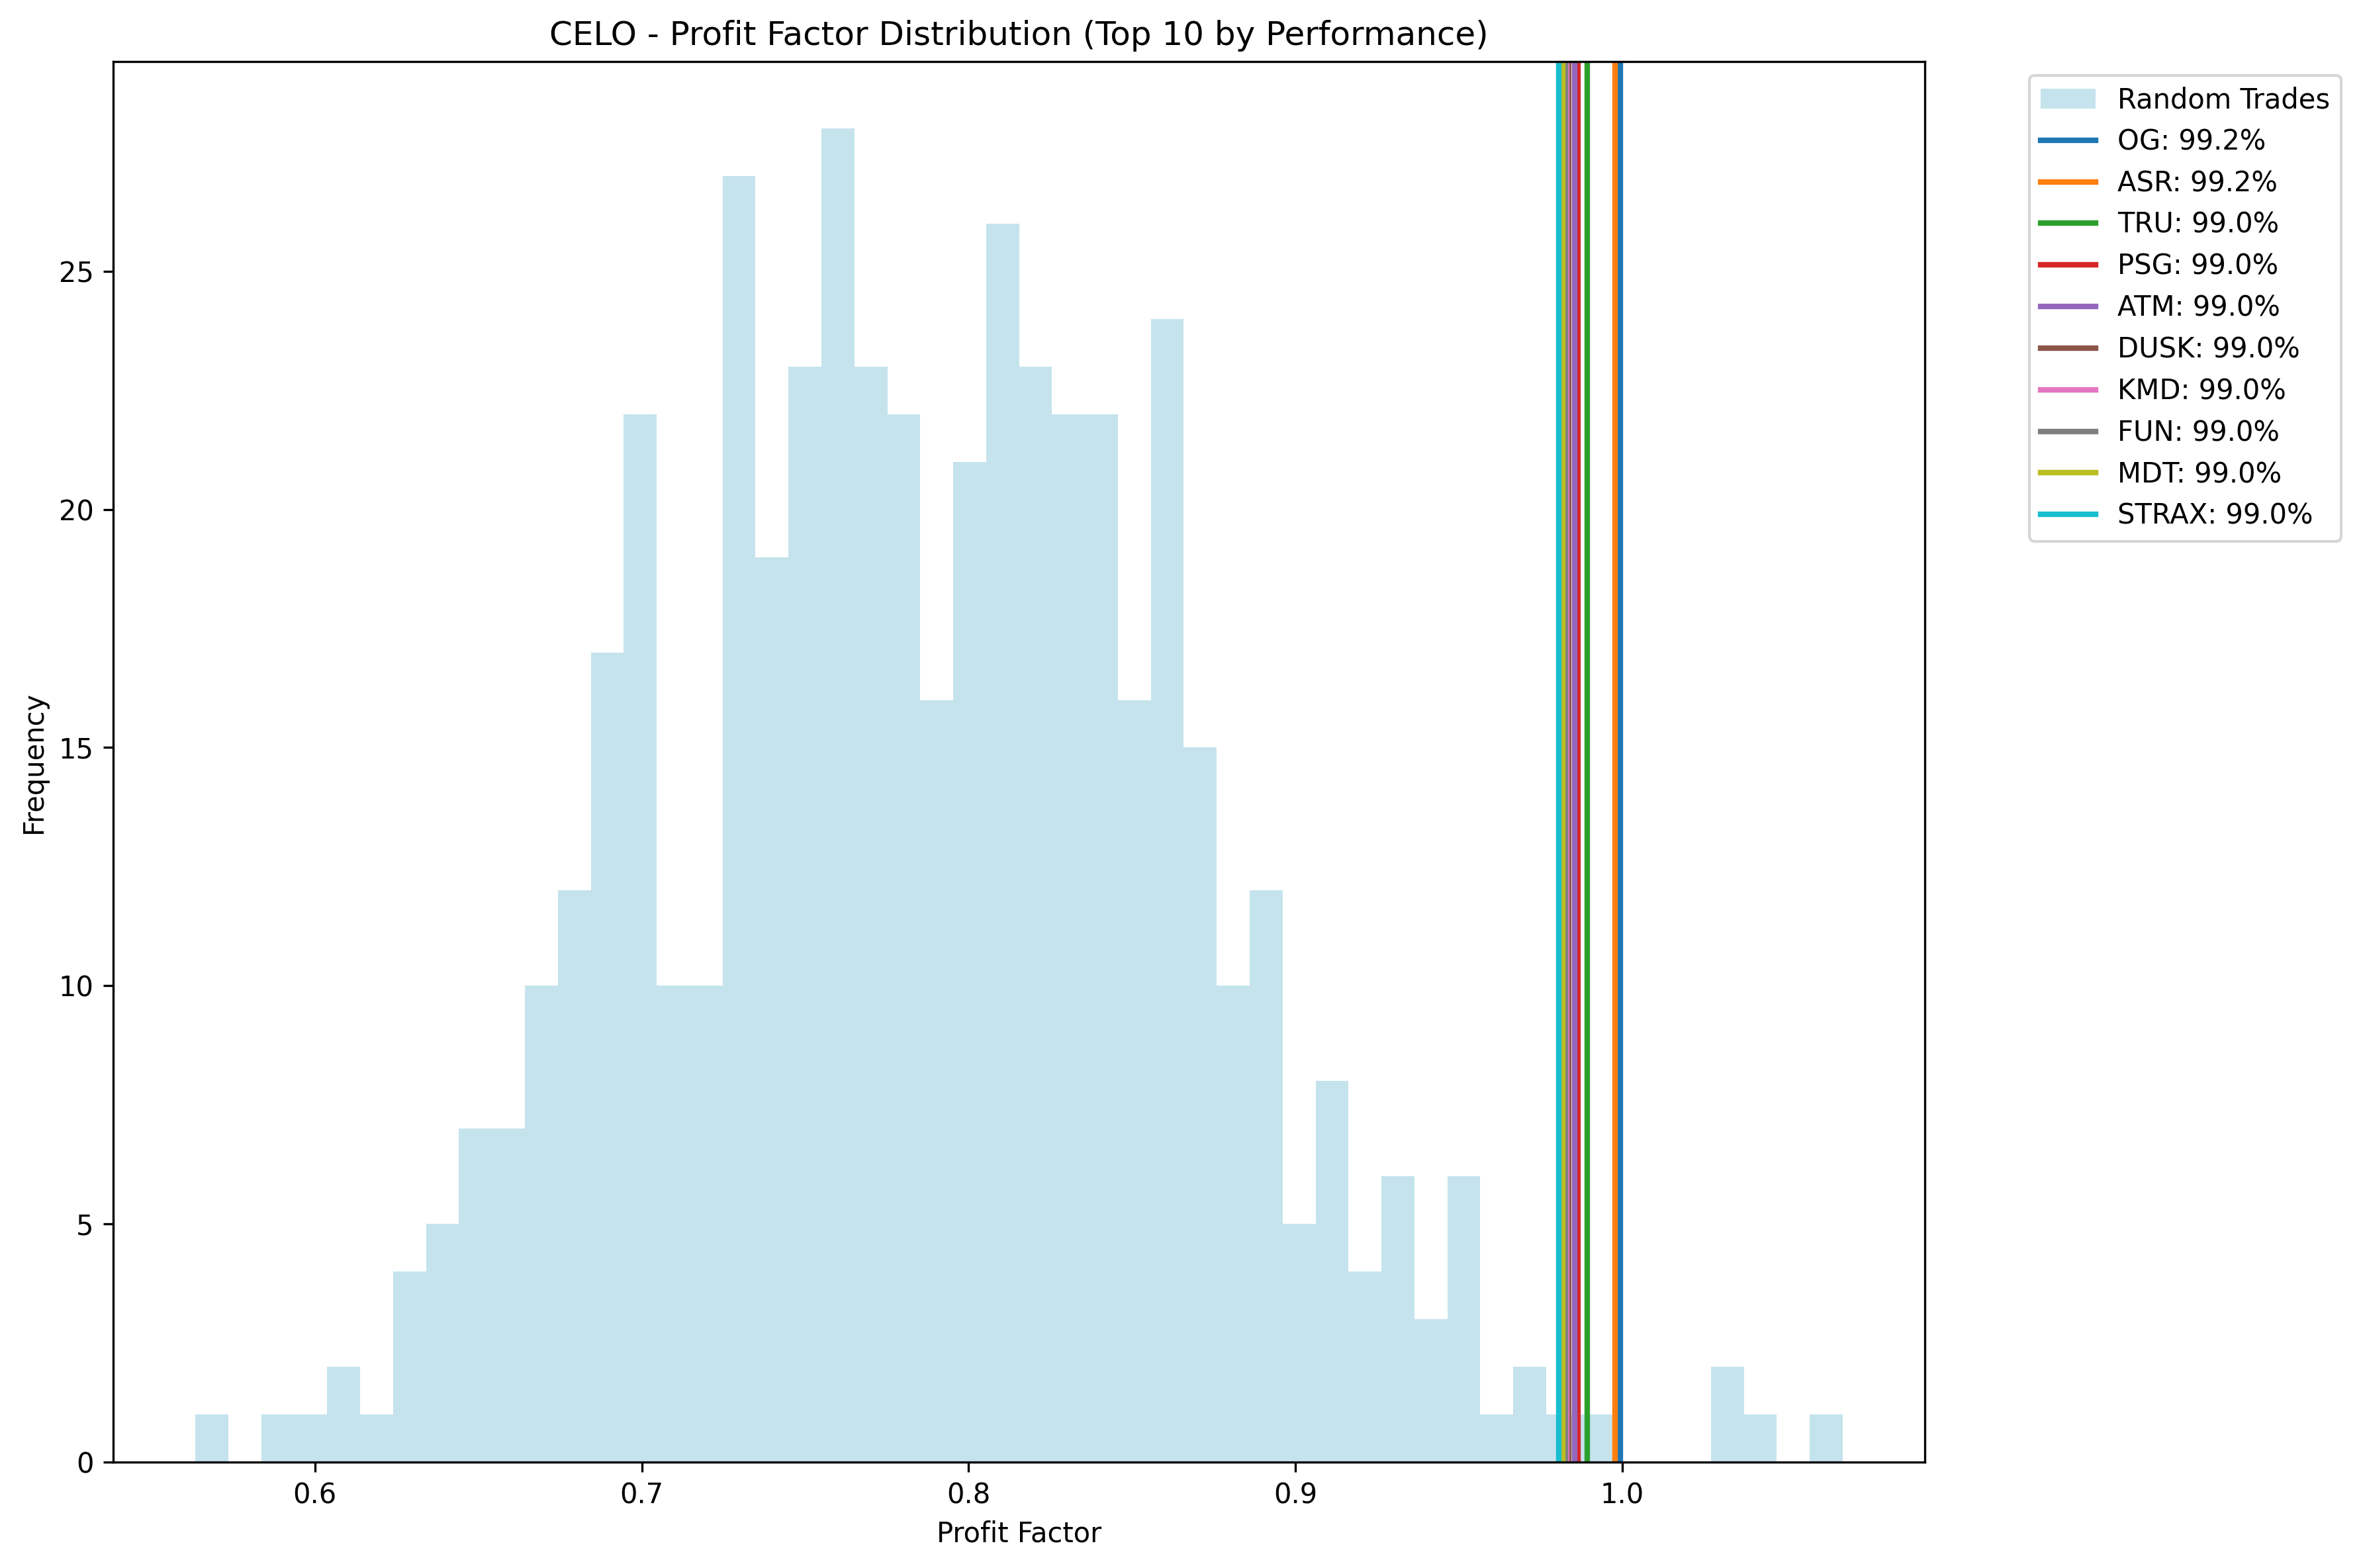 CELO - Profit Factor Distribution (Top 10 by Performance)
Random Trades
OG: 99.2%
ASR: 99.2%
TRU: 99.0%
PSG: 99.0%
ATM: 99.0%
DUSK: 99.0%
KMD: 99.0%
FUN: 99.0%
MDT: 99.0%
STRAX: 99.0%
Frequency
25
20
15
10
5
0
0.6
0.7
0.8
0.9
1.0
Profit Factor